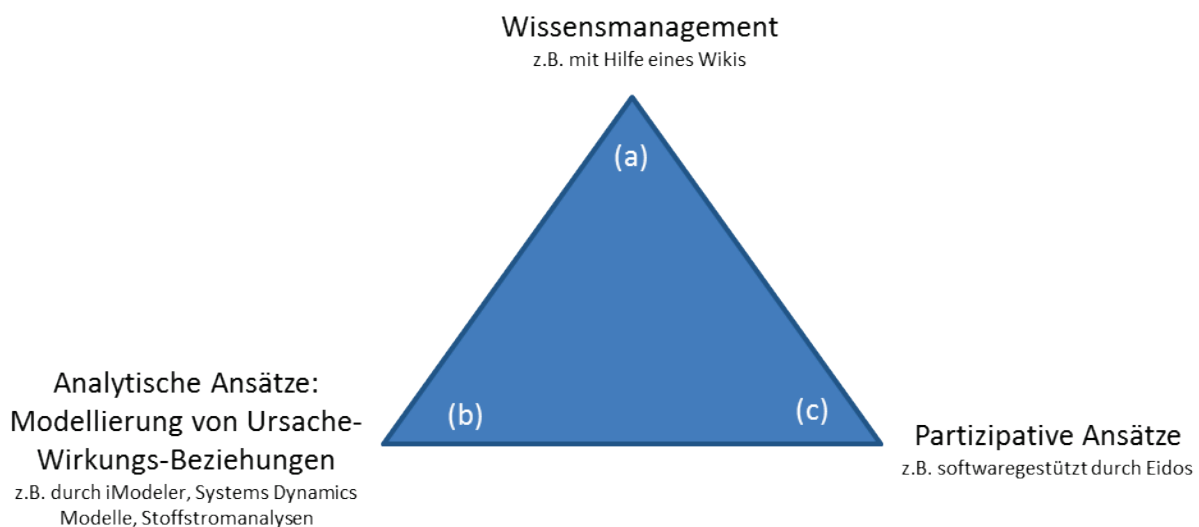 Wissensmanagement
z.B. mit Hilfe eines Wikis
(a)
Analytische Ansätze:
Modellierung von Ursache-
Wirkungs-Beziehungen
z.B. durch iModeler, Systems Dynamics
Modelle, Stoffstromanalysen
(b)
(c)
Partizipative Ansätze
z.B. softwaregestützt durch Eidos